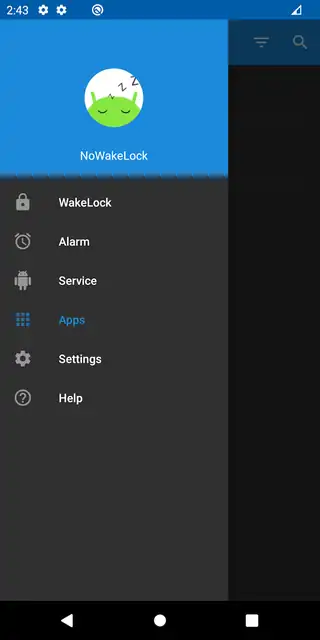 2:43
z z Z
NoWakeLock
WakeLock
Alarm
Service
Apps
Settings
Help